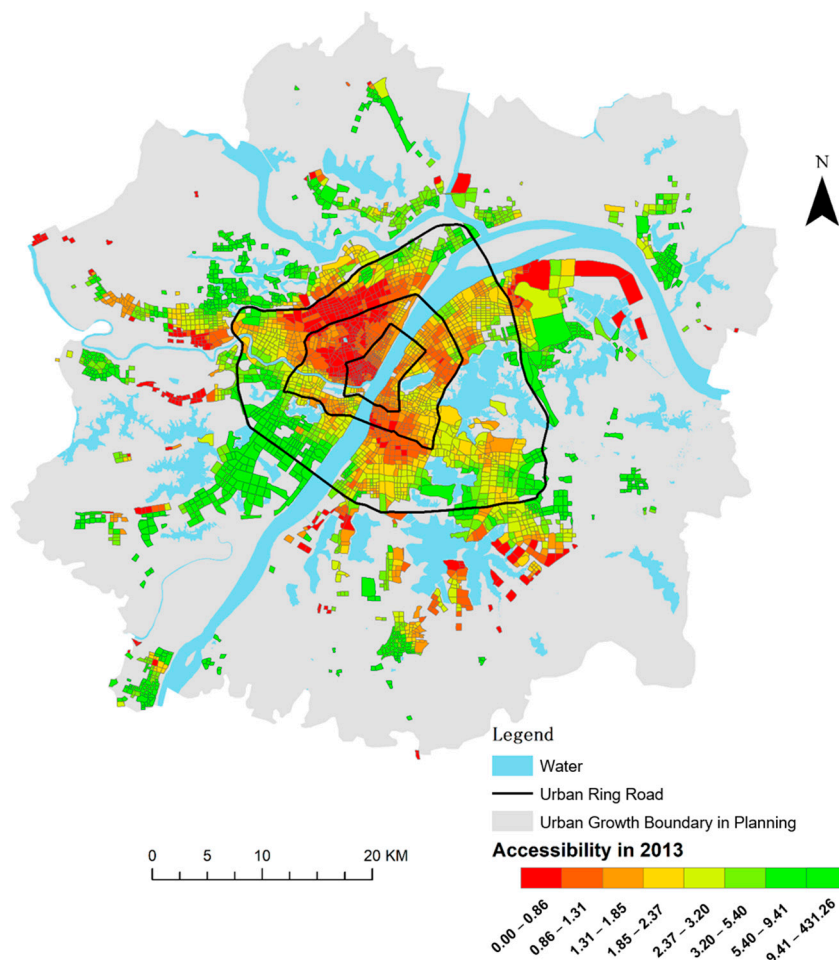 N
Legend
Water
Urban Ring Road
Urban Growth Boundary in Planning
0 5 10 20 KM
Accessibility in 2013
0.00 – 0.86
0.86 – 1.31
1.31 – 1.85
1.85 – 2.37
2.37 – 3.20
3.20 – 5.40
5.40 – 9.41
9.41 – 431.26